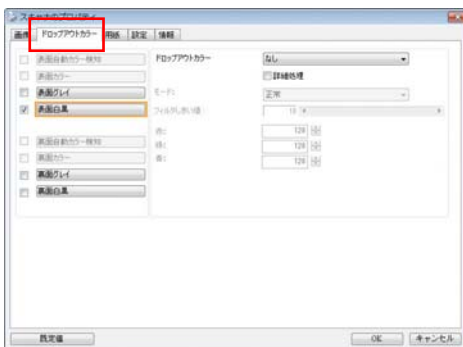 スキャナのプロパティ
画像 ドロップアウトカラー 用紙 設定 情報
表面自動カラー検知
表面カラー
表面グレイ
表面白黒
裏面自動カラー検知
裏面カラー
裏面グレイ
裏面白黒
ドロップアウトカラー なし
詳細処理
モード: 正常
フィルタしきい値: 10
赤: 128
緑: 128
青: 128
既定値 OK キャンセル